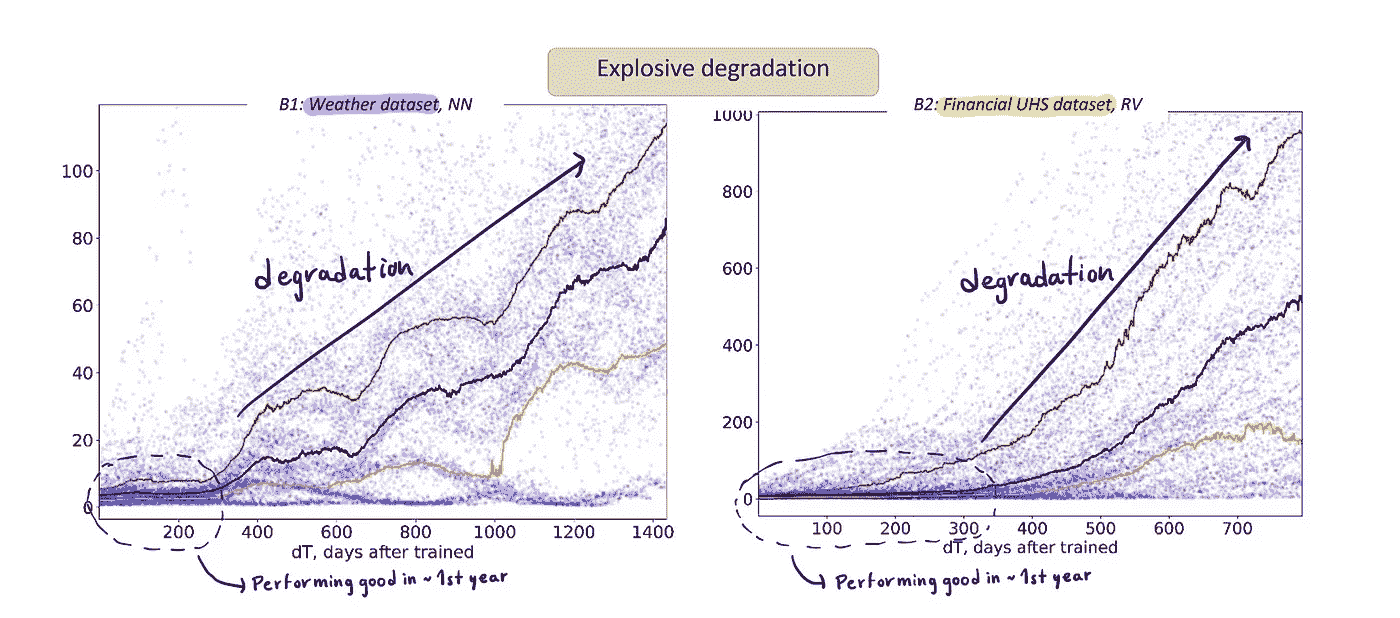 Explosive degradation
B1: Weather dataset, NN
100
80
60
40
20
0
degradation
200
400
600
800
1000
1200
1400
dT, days after trained
Performing good in ~ 1st year
B2: Financial UHS dataset, RV
1000
800
600
400
200
0
degradation
100
200
300
400
500
600
700
dT, days after trained
Performing good in ~ 1st year